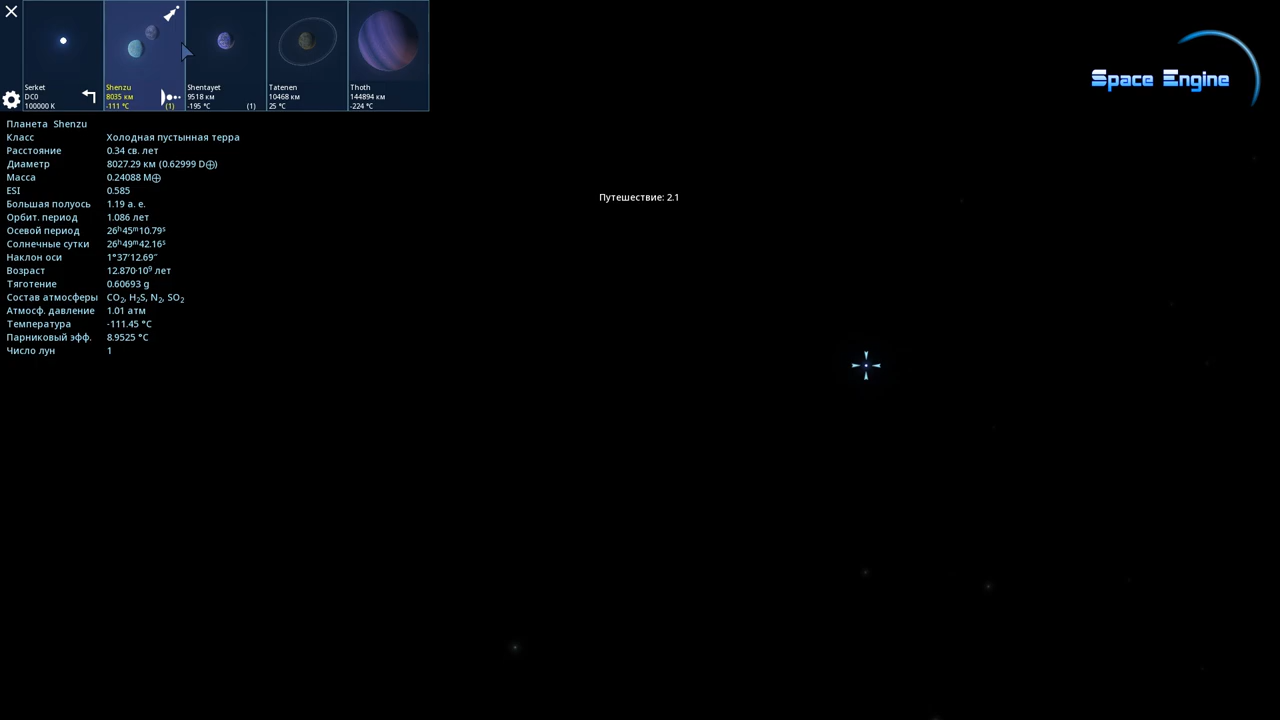 Serket
DC0
100000 K
Shenzu
8035 км
-111 °C
(1)
Shentayet
9518 км
-195 °C
(1)
Tatenen
10468 км
25 °C
Thoth
144894 км
-224 °C
Space Engine
Планета Shenzu
Класс Холодная пустынная терра
Расстояние 0.34 св. лет
Диаметр 8027.29 км (0.62999 D⊕)
Масса 0.24088 M⊕
ESI 0.585
Большая полуось 1.19 а. е.
Орбит. период 1.086 лет
Осевой период 26ʰ45ᵐ10.79ˢ
Солнечные сутки 26ʰ49ᵐ42.16ˢ
Наклон оси 1°37′12.69″
Возраст 12.870·10⁹ лет
Тяготение 0.60693 g
Состав атмосферы CO₂, H₂S, N₂, SO₂
Атмосф. давление 1.01 атм
Температура -111.45 °C
Парниковый эфф. 8.9525 °C
Число лун 1
Путешествие: 2.1